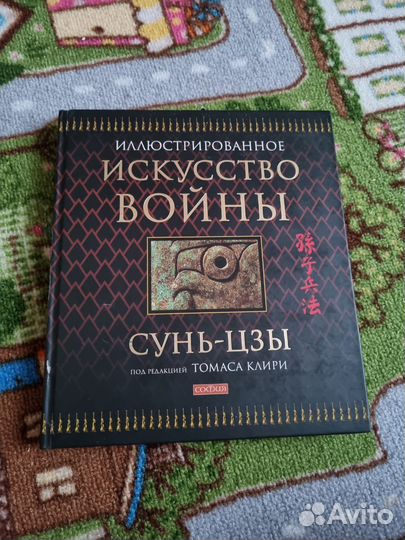 ИЛЛЮСТРИРОВАННОЕ
ИСКУССТВО
ВОЙНЫ
孫子兵法
СУНЬ-ЦЗЫ
ПОД РЕДАКЦИЕЙ ТОМАСА КЛИРИ
СОФИЯ
Avito